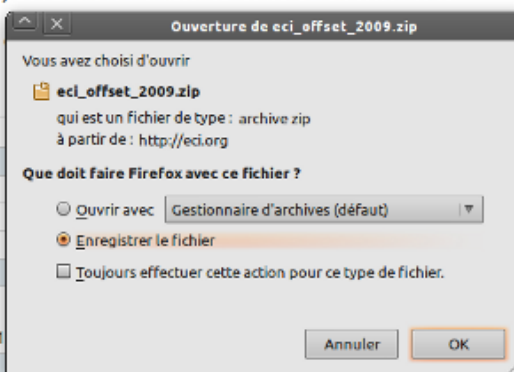 Ouverture de eci_offset_2009.zip
Vous avez choisi d'ouvrir
eci_offset_2009.zip
qui est un fichier de type : archive zip
à partir de : http://eci.org
Que doit faire Firefox avec ce fichier ?
Ouvrir avec Gestionnaire d'archives (défaut)
Enregistrer le fichier
Toujours effectuer cette action pour ce type de fichier.
Annuler OK